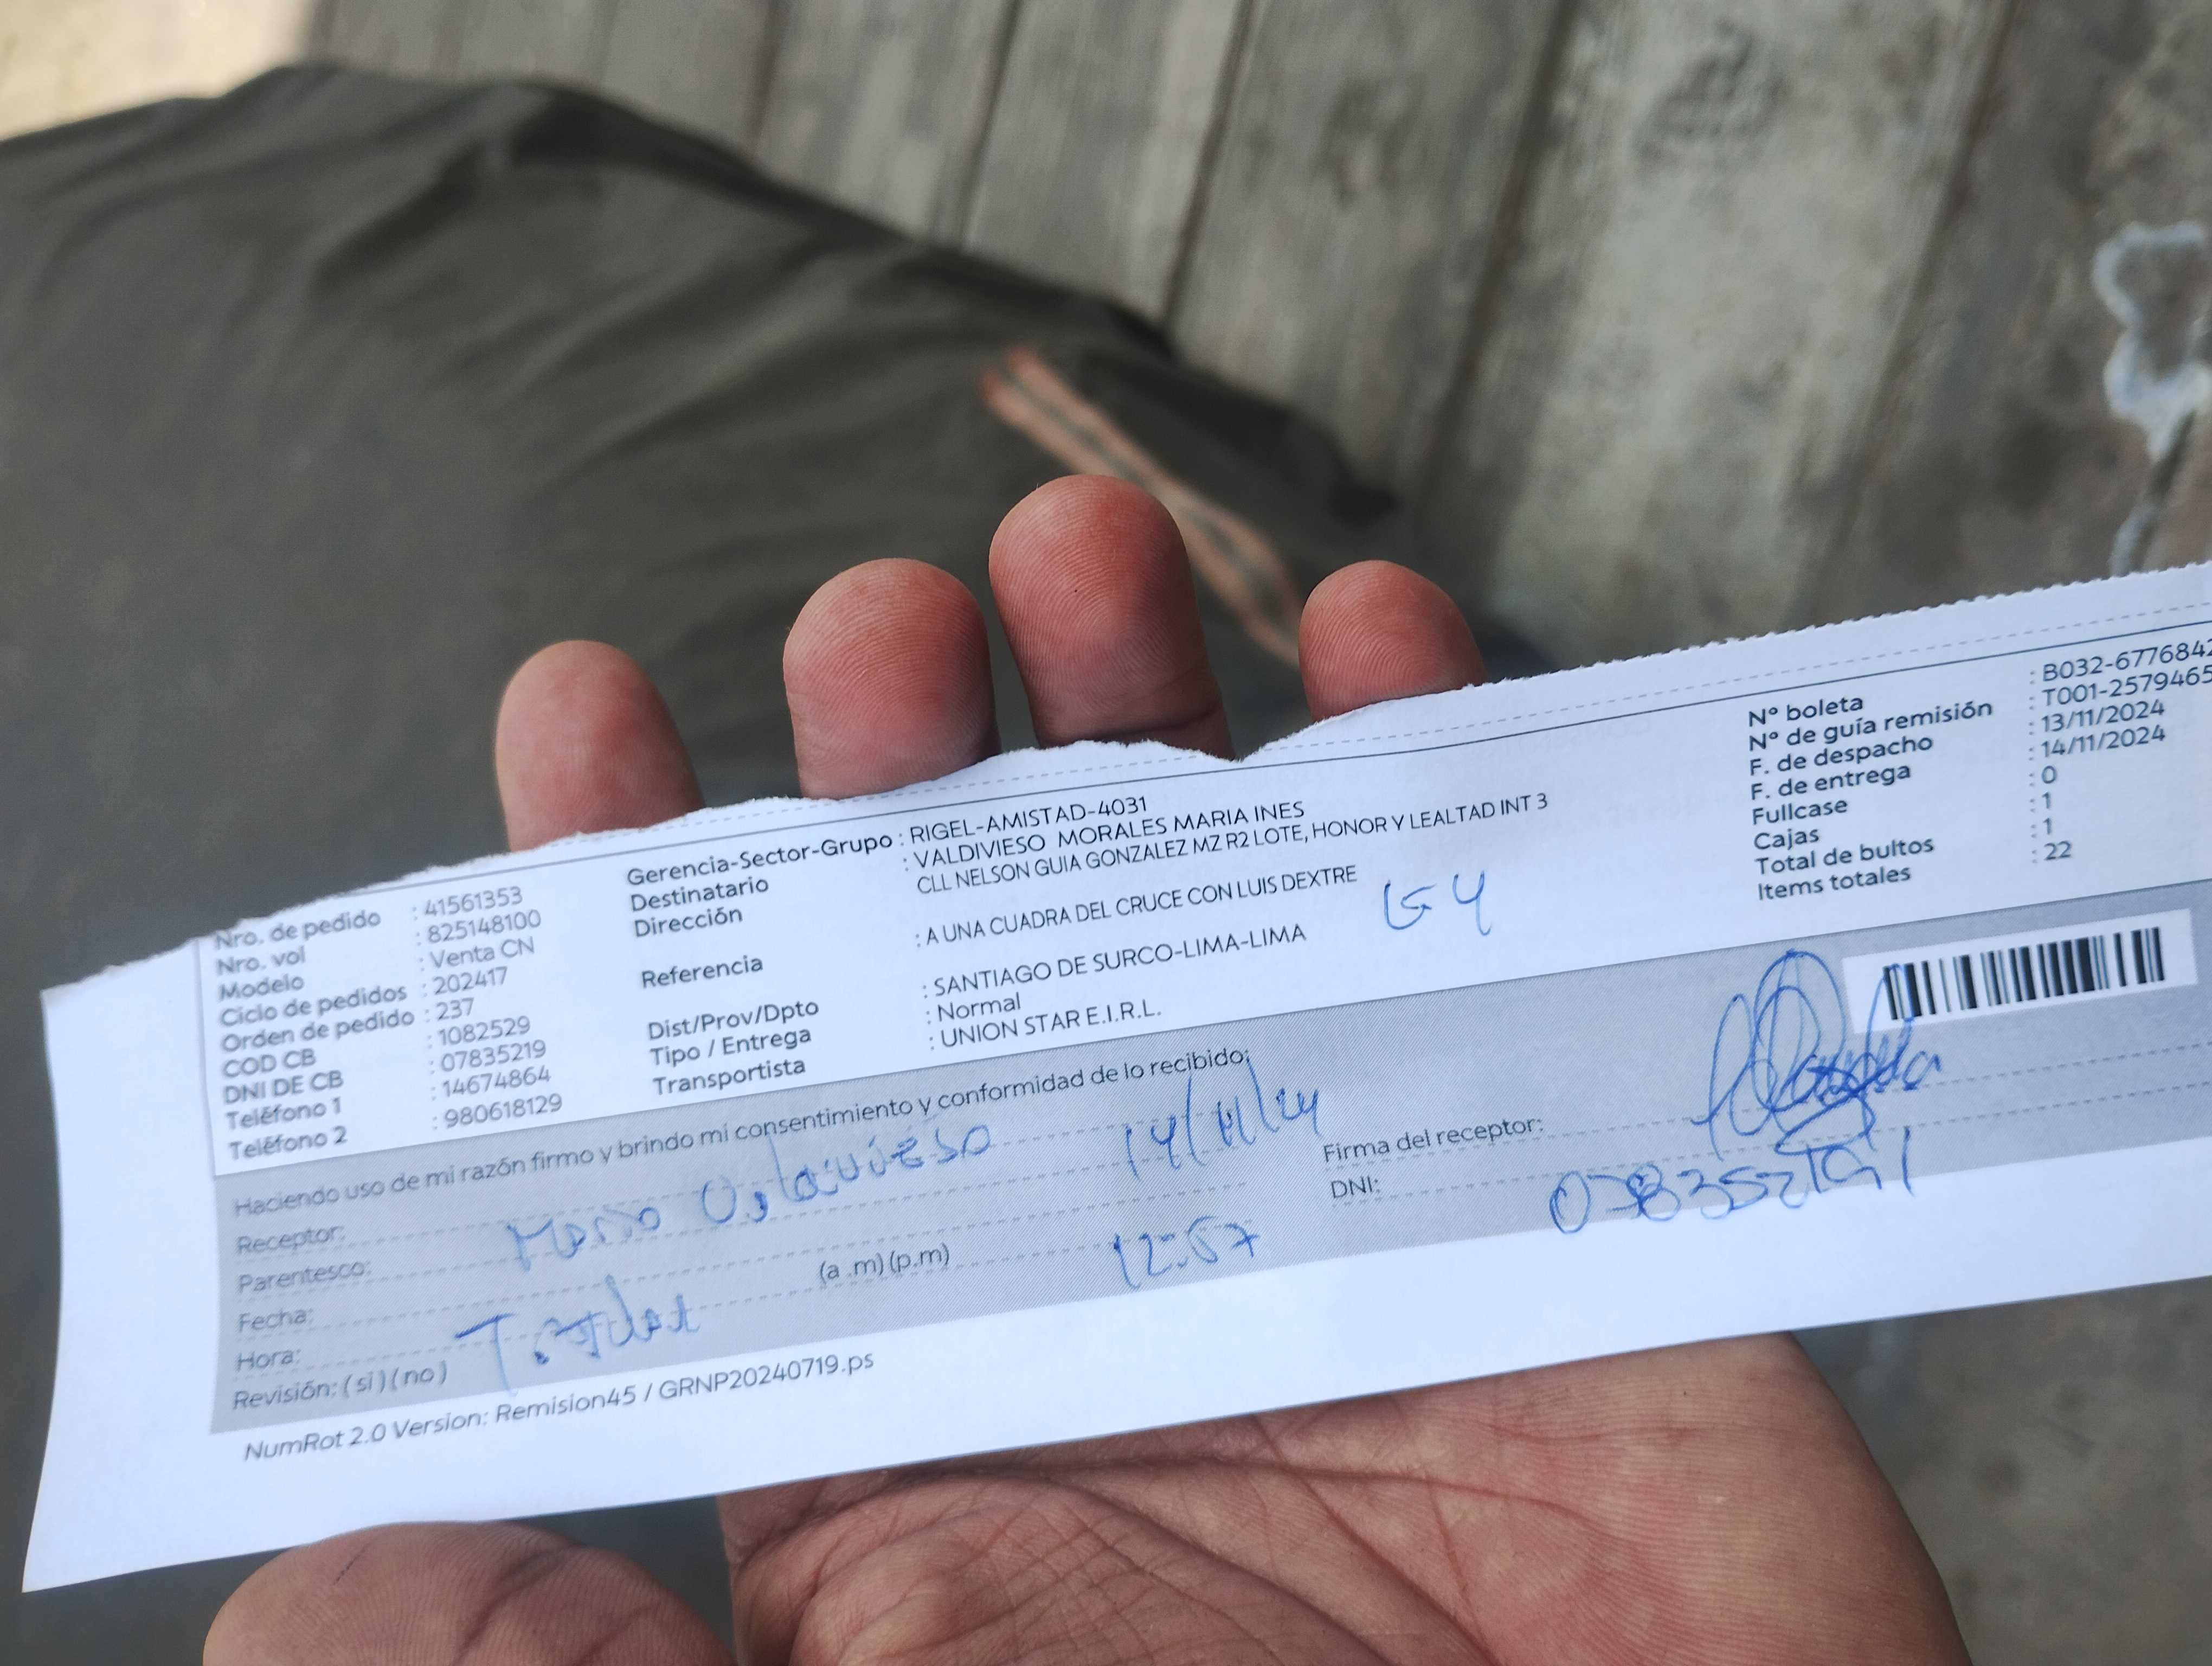 Nro. de pedido : 41561353
Nro. vol : 825148100
Modelo : Venta CN
Ciclo de pedidos : 202417
Orden de pedido : 237
COD CB : 1082529
DNI DE CB : 07835219
Teléfono 1 : 14674864
Teléfono 2 : 980618129
Gerencia-Sector-Grupo : RIGEL-AMISTAD-4031
Destinatario : VALDIVIESO MORALES MARIA INES
Dirección CLL NELSON GUIA GONZALEZ MZ R2 LOTE, HONOR Y LEALTAD INT 3
Referencia : A UNA CUADRA DEL CRUCE CON LUIS DEXTRE
Dist/Prov/Dpto : SANTIAGO DE SURCO-LIMA-LIMA
Tipo / Entrega : Normal
Transportista : UNION STAR E.I.R.L.
N° boleta : B032-6776842
N° de guía remisión : T001-2579465
F. de despacho : 13/11/2024
F. de entrega : 14/11/2024
Fullcase : 0
Cajas : 1
Total de bultos : 1
Items totales : 22
Haciendo uso de mi razón firmo y brindo mi consentimiento y conformidad de lo recibido:
Receptor:
Parentesco:
Fecha: 14/11/24
Hora: (a .m) (p.m) 12:57
Revisión: ( si ) ( no ) Titular
Firma del receptor:
DNI:
NumRot 2.0 Version: Remision45 / GRNP20240719.ps